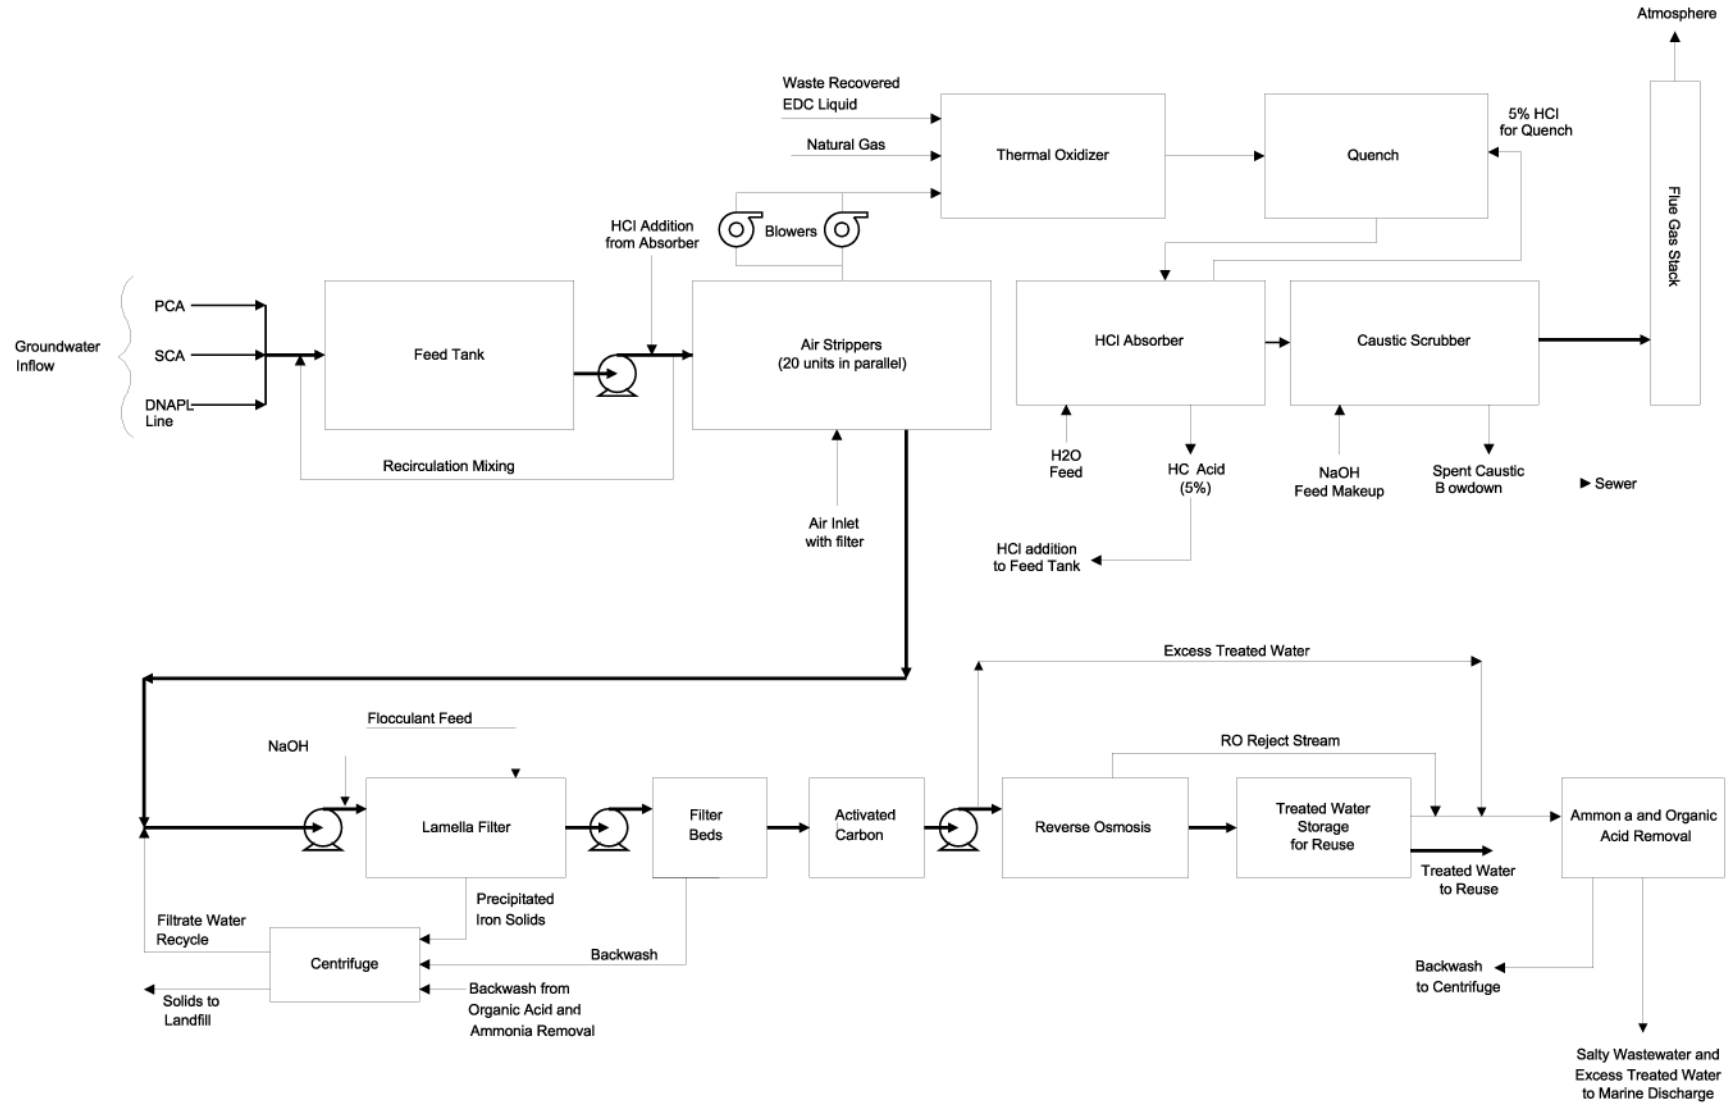 Atmosphere
Waste Recovered
EDC Liquid
Natural Gas
Thermal Oxidizer
Quench
5% HCl
for Quench
Flue Gas Stack
HCl Addition
from Absorber
Blowers
Groundwater
Inflow
PCA
SCA
DNAPL
Line
Feed Tank
Air Strippers
(20 units in parallel)
HCl Absorber
Caustic Scrubber
Recirculation Mixing
Air Inlet
with filter
H2O
Feed
HC Acid
(5%)
NaOH
Feed Makeup
Spent Caustic
B owdown
Sewer
HCl addition
to Feed Tank
Excess Treated Water
RO Reject Stream
Flocculant Feed
NaOH
Lamella Filter
Filter
Beds
Activated
Carbon
Reverse Osmosis
Treated Water
Storage
for Reuse
Ammon a and Organic
Acid Removal
Treated Water
to Reuse
Precipitated
Iron Solids
Filtrate Water
Recycle
Centrifuge
Backwash
Solids to
Landfill
Backwash from
Organic Acid and
Ammonia Removal
Backwash
to Centrifuge
Salty Wastewater and
Excess Treated Water
to Marine Discharge